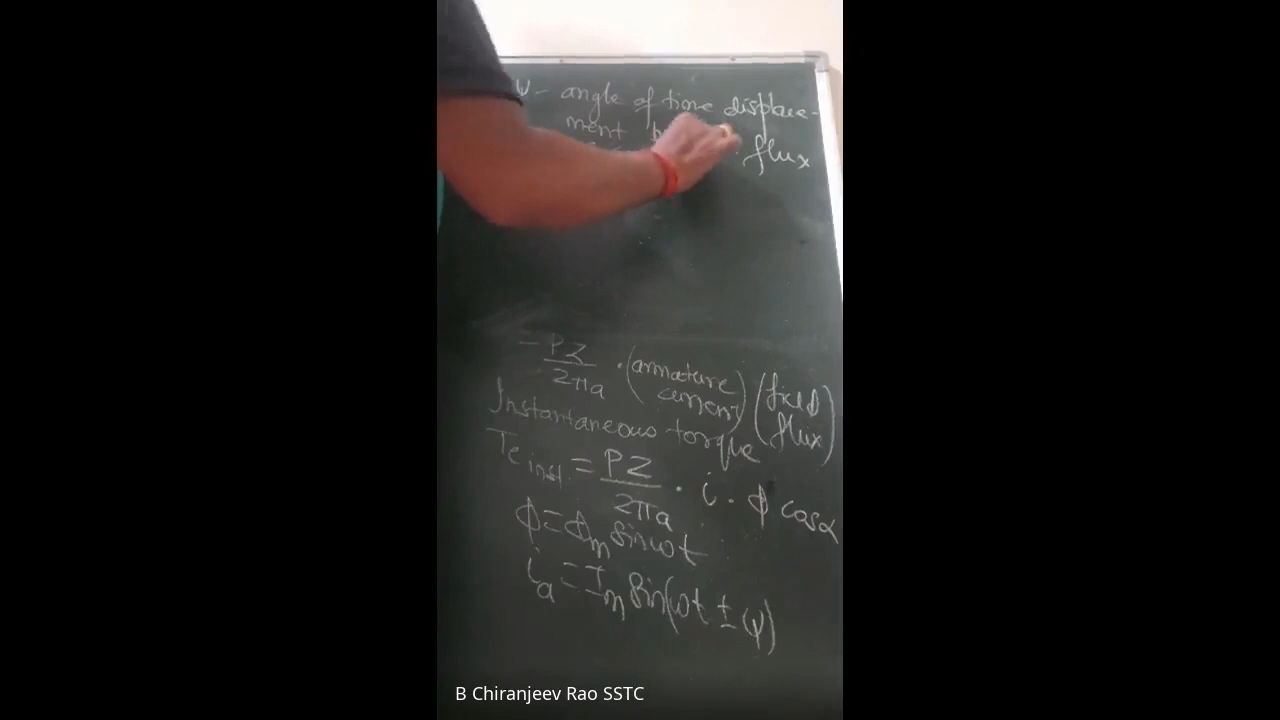 ψ - angle of time displace-
ment
flux
- PZ/2πa . (armature current) (field flux)
Instantaneous torque
Te inst. = PZ/2πa . i . ϕ cosα
ϕ = ϕm sinωt
ia = Im sin(ωt ± ψ)
B Chiranjeev Rao SSTC